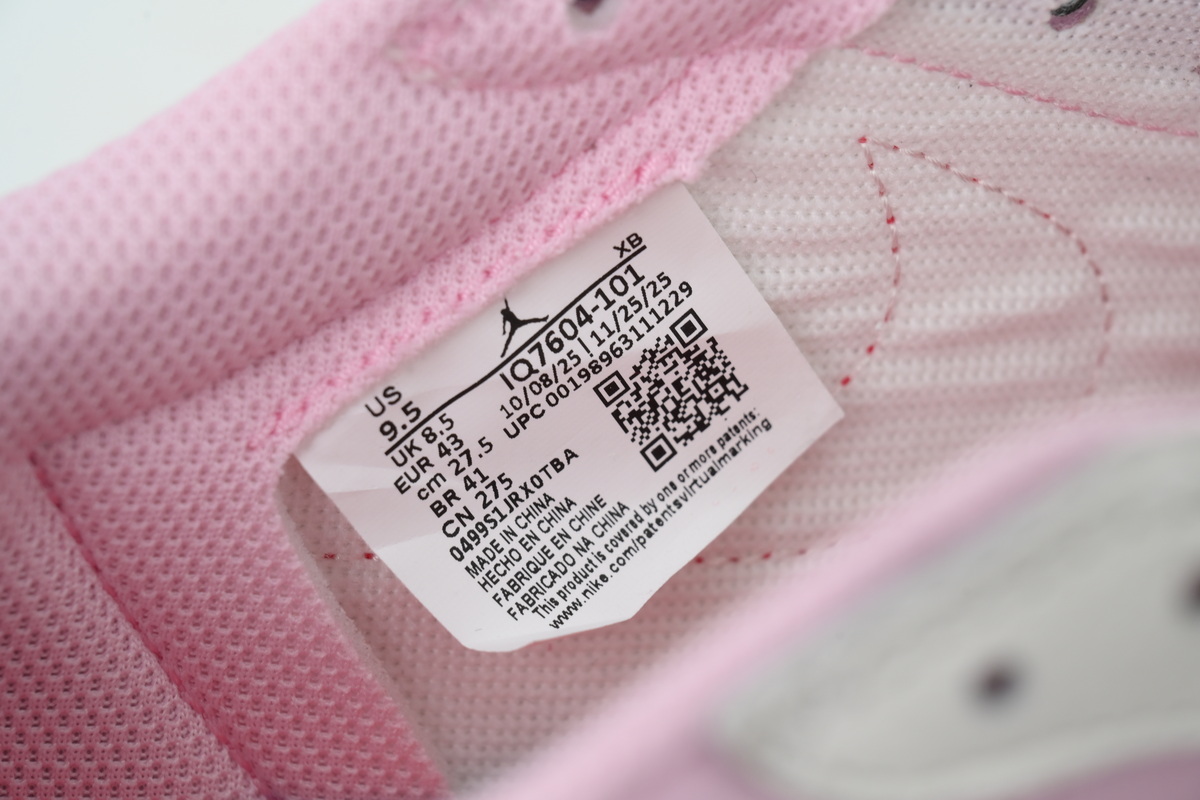 XB
US
9.5
UK 8.5
EUR 43
cm 27.5
BR 41
CN 275
IQ7604-101
10/08/25 | 11/25/25
UPC 00198963111229
0499S1JRX0TBA
MADE IN CHINA
HECHO EN CHINA
FABRIQUE EN CHINE
FABRICADO NA CHINA
This product is covered by one or more patents:
www.nike.com/patentsvirtualmarking